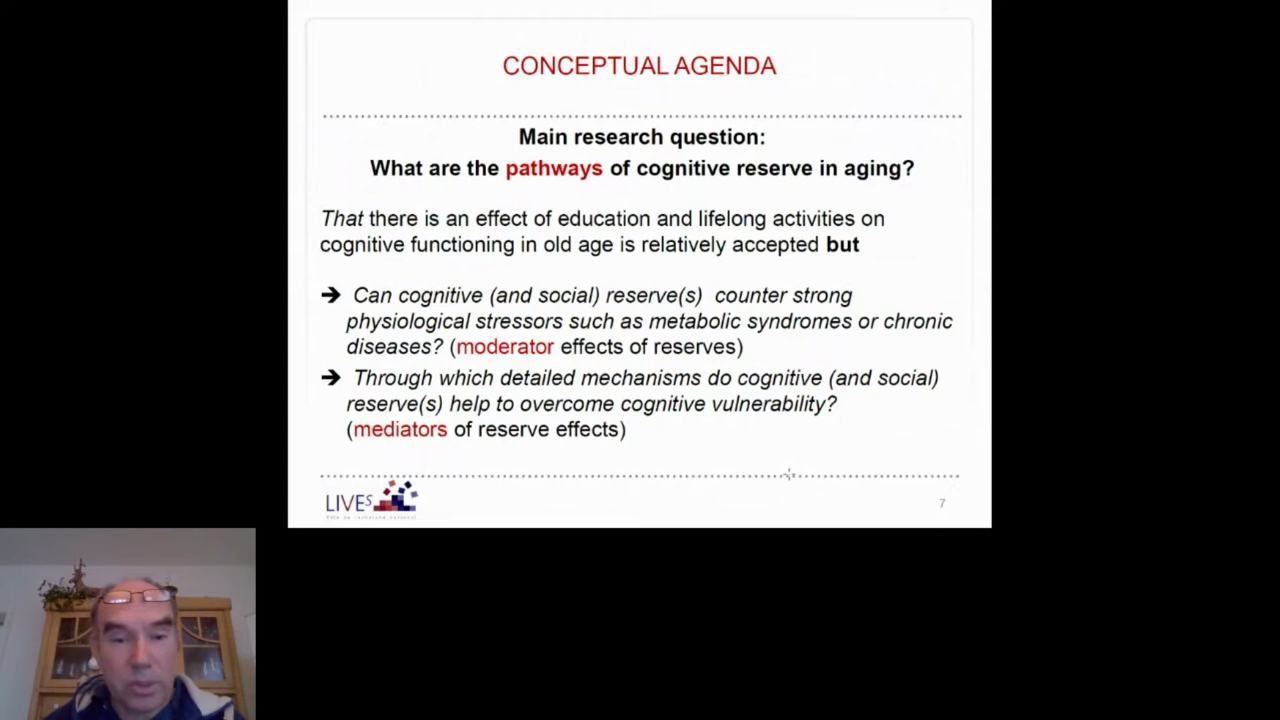 CONCEPTUAL AGENDA
Main research question:
What are the pathways of cognitive reserve in aging?
That there is an effect of education and lifelong activities on
cognitive functioning in old age is relatively accepted but
➔ Can cognitive (and social) reserve(s) counter strong
physiological stressors such as metabolic syndromes or chronic
diseases? (moderator effects of reserves)
➔ Through which detailed mechanisms do cognitive (and social)
reserve(s) help to overcome cognitive vulnerability?
(mediators of reserve effects)
LIVES
7